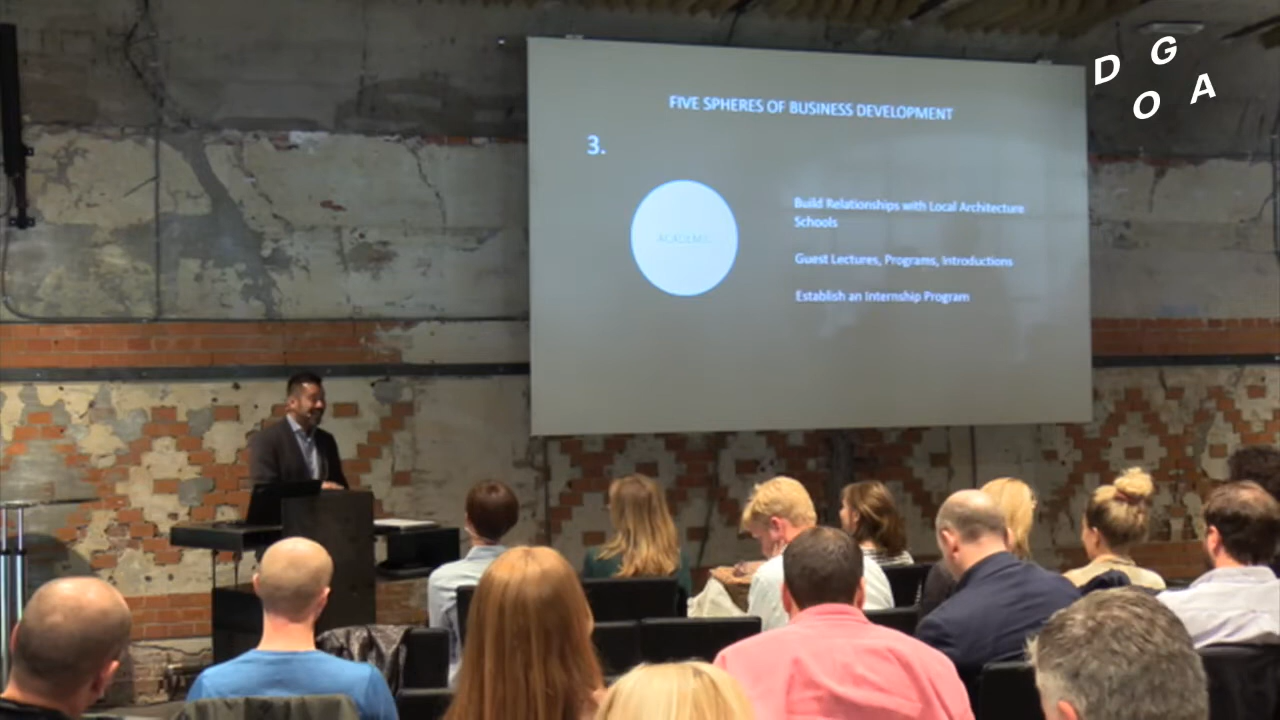 FIVE SPHERES OF BUSINESS DEVELOPMENT
3.
ACADEMIC
Build Relationships with Local Architecture
Schools
Guest Lectures, Programs, Introductions
Establish an Internship Program
D G
O A